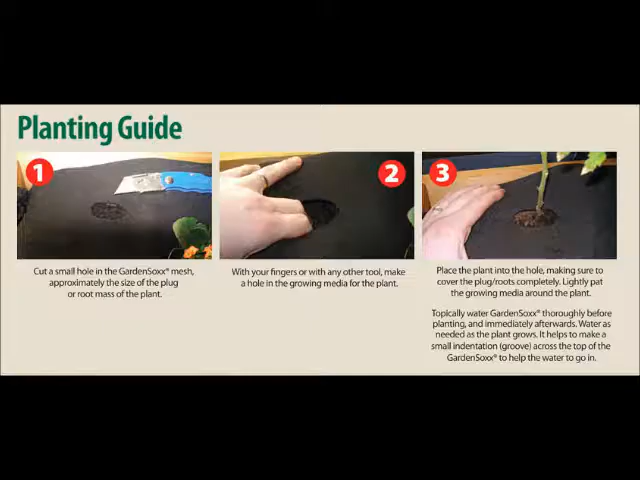 Planting Guide
1
2
3
Cut a small hole in the GardenSoxx® mesh,
approximately the size of the plug
or root mass of the plant.
With your fingers or with any other tool, make
a hole in the growing media for the plant.
Place the plant into the hole, making sure to
cover the plug/roots completely. Lightly pat
the growing media around the plant.
Topically water GardenSoxx® thoroughly before
planting, and immediately afterwards. Water as
needed as the plant grows. It helps to make a
small indentation (groove) across the top of the
GardenSoxx® to help the water to go in.